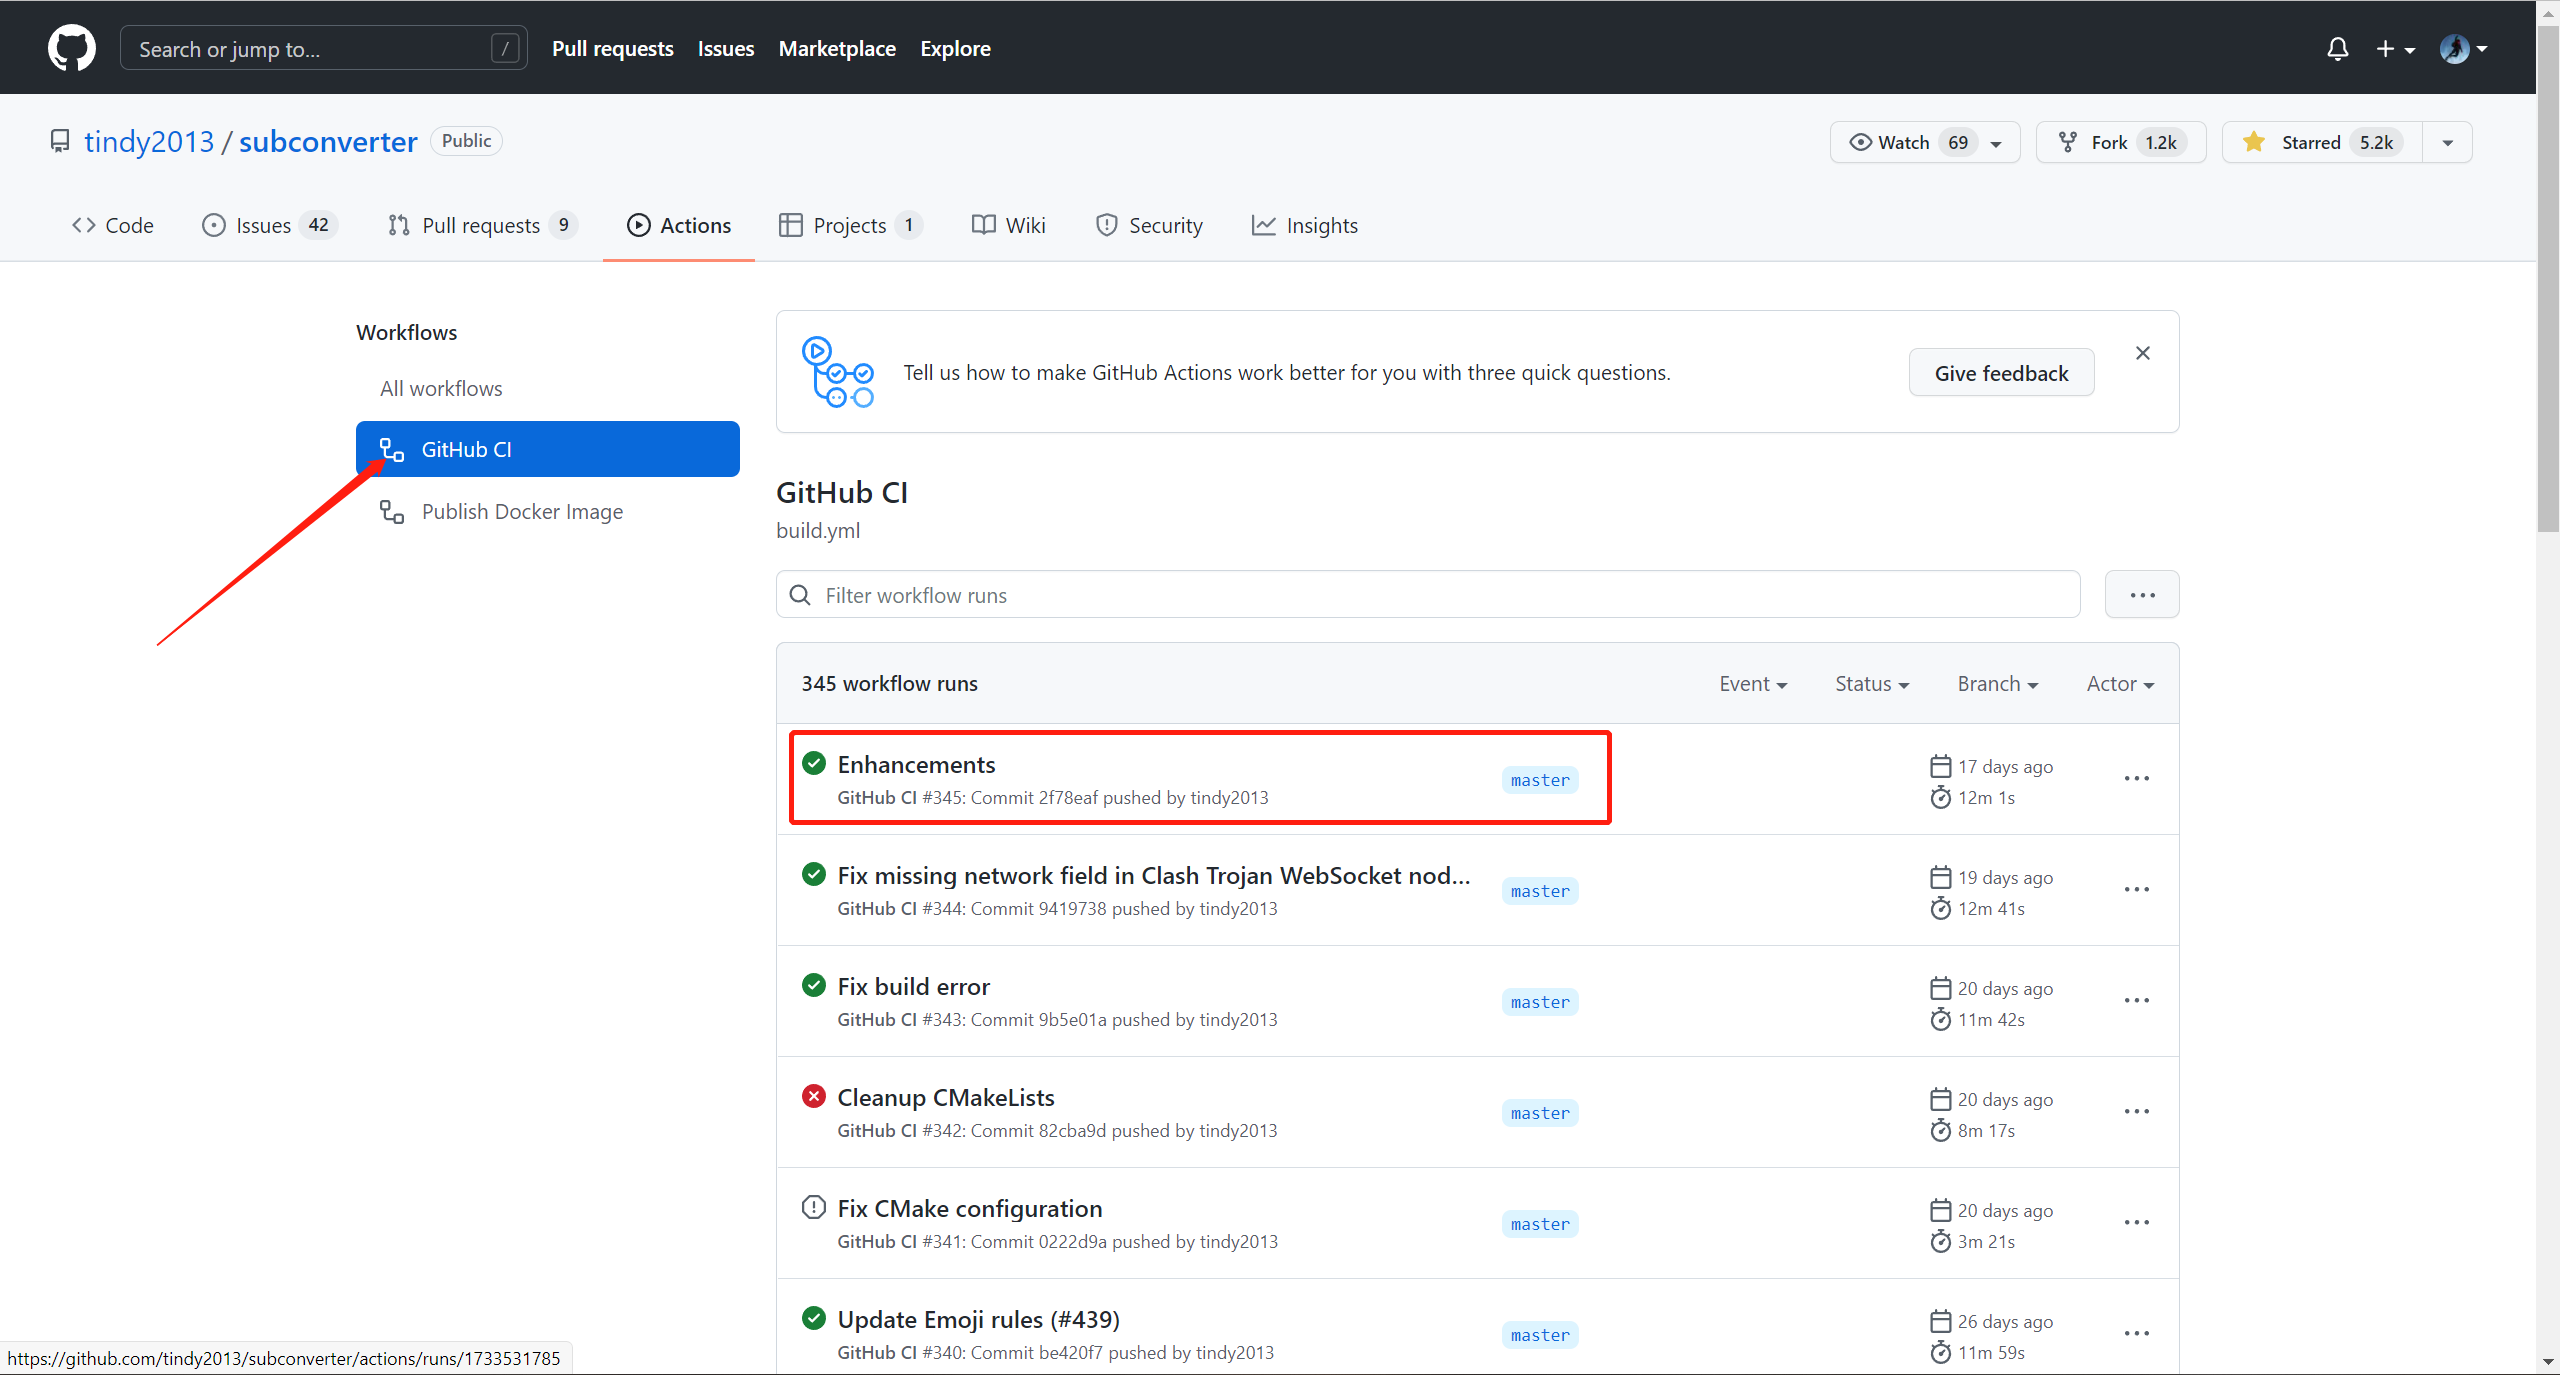 Search or jump to...
/
Pull requests
Issues
Marketplace
Explore
tindy2013 / subconverter
Public
Watch 69
Fork 1.2k
Starred 5.2k
Code
Issues 42
Pull requests 9
Actions
Projects 1
Wiki
Security
Insights
Workflows
All workflows
GitHub CI
Publish Docker Image
Tell us how to make GitHub Actions work better for you with three quick questions.
Give feedback
GitHub CI
build.yml
Filter workflow runs
345 workflow runs
Event
Status
Branch
Actor
Enhancements
GitHub CI #345: Commit 2f78eaf pushed by tindy2013
master
17 days ago
12m 1s
Fix missing network field in Clash Trojan WebSocket nod...
GitHub CI #344: Commit 9419738 pushed by tindy2013
master
19 days ago
12m 41s
Fix build error
GitHub CI #343: Commit 9b5e01a pushed by tindy2013
master
20 days ago
11m 42s
Cleanup CMakeLists
GitHub CI #342: Commit 82cba9d pushed by tindy2013
master
20 days ago
8m 17s
Fix CMake configuration
GitHub CI #341: Commit 0222d9a pushed by tindy2013
master
20 days ago
3m 21s
Update Emoji rules (#439)
GitHub CI #340: Commit be420f7 pushed by tindy2013
master
26 days ago
11m 59s
https://github.com/tindy2013/subconverter/actions/runs/1733531785